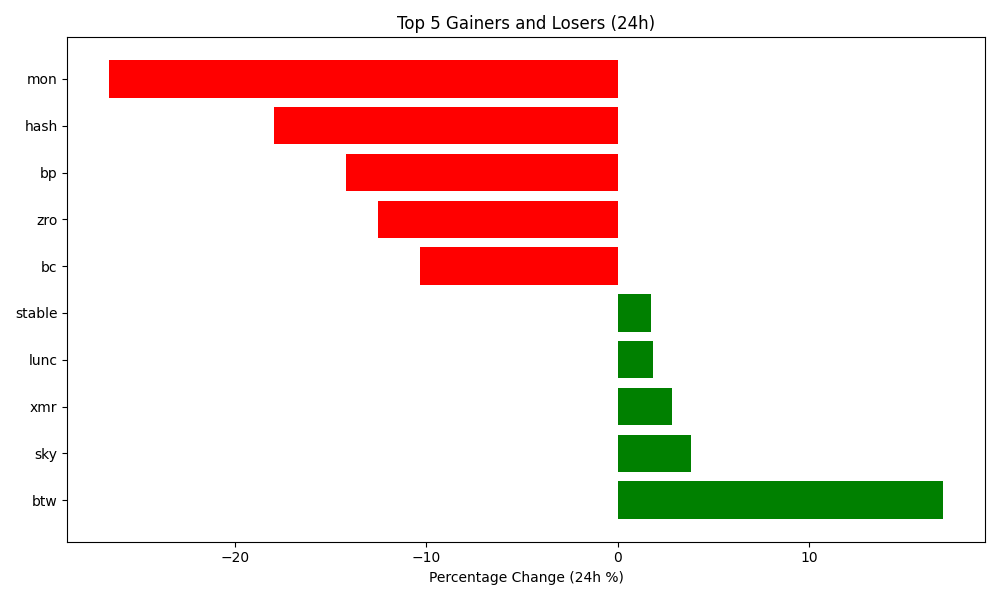 Top 5 Gainers and Losers (24h)
mon
hash
bp
zro
bc
stable
lunc
xmr
sky
btw
−20
−10
0
10
Percentage Change (24h %)